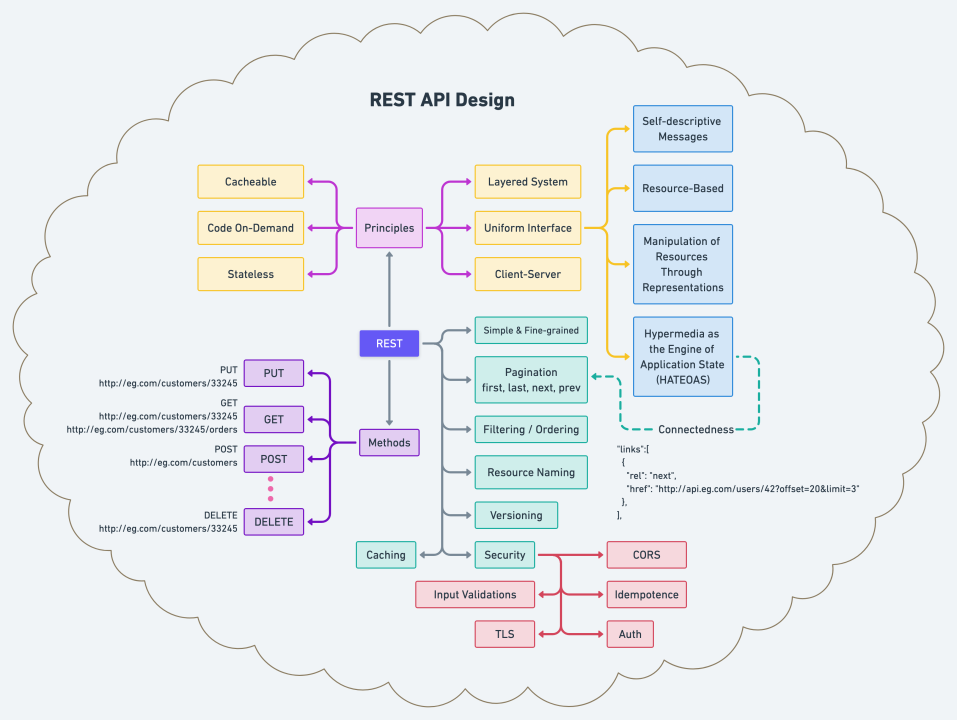 REST API Design
Self-descriptive
Messages
Cacheable
Layered System
Resource-Based
Code On-Demand
Principles
Uniform Interface
Manipulation of
Resources
Through
Representations
Stateless
Client-Server
REST
Simple & Fine-grained
Hypermedia as
the Engine of
Application State
(HATEOAS)
Pagination
first, last, next, prev
PUT
http://eg.com/customers/33245
PUT
GET
http://eg.com/customers/33245
http://eg.com/customers/33245/orders
GET
Methods
Filtering / Ordering
Connectedness
POST
http://eg.com/customers
POST
Resource Naming
"links":[
{
"rel": "next",
"href": "http://api.eg.com/users/42?offset=20&limit=3"
},
],
DELETE
http://eg.com/customers/33245
DELETE
Versioning
Caching
Security
CORS
Input Validations
Idempotence
TLS
Auth